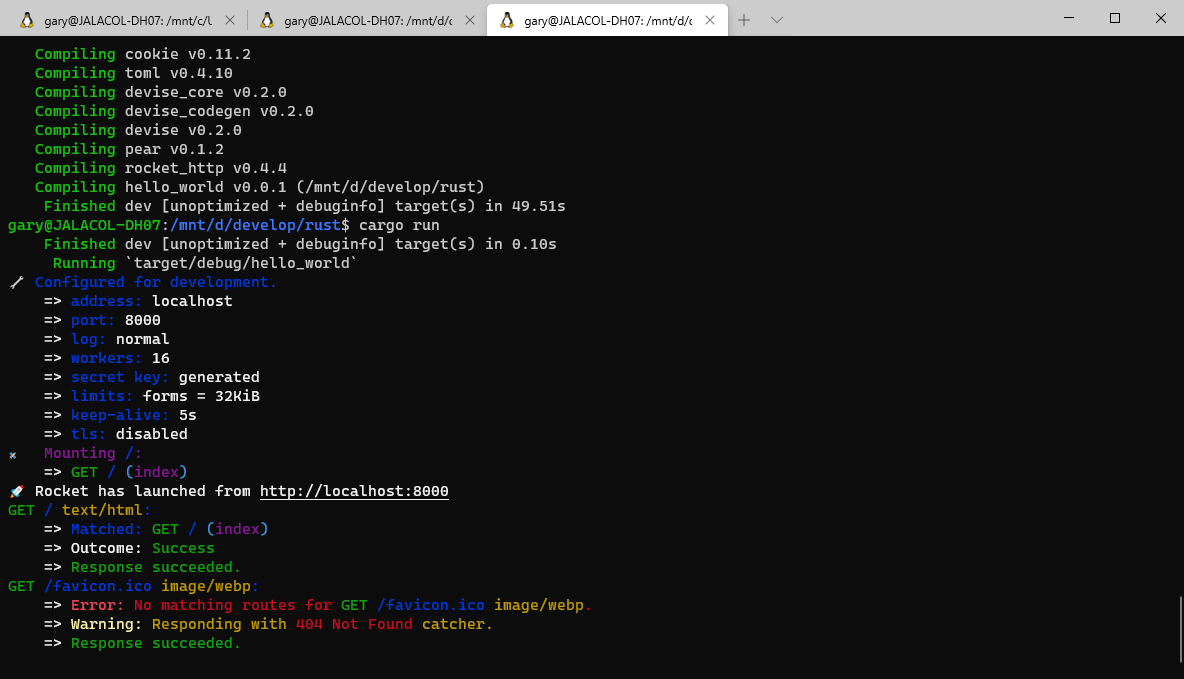 gary@JALACOL-DH07: /mnt/c/U
gary@JALACOL-DH07: /mnt/d/c
gary@JALACOL-DH07: /mnt/d/c
Compiling cookie v0.11.2
Compiling toml v0.4.10
Compiling devise_core v0.2.0
Compiling devise_codegen v0.2.0
Compiling devise v0.2.0
Compiling pear v0.1.2
Compiling rocket_http v0.4.4
Compiling hello_world v0.0.1 (/mnt/d/develop/rust)
Finished dev [unoptimized + debuginfo] target(s) in 49.51s
gary@JALACOL-DH07:/mnt/d/develop/rust$ cargo run
Finished dev [unoptimized + debuginfo] target(s) in 0.10s
Running `target/debug/hello_world`
Configured for development.
=> address: localhost
=> port: 8000
=> log: normal
=> workers: 16
=> secret key: generated
=> limits: forms = 32KiB
=> keep-alive: 5s
=> tls: disabled
Mounting /:
=> GET / (index)
Rocket has launched from http://localhost:8000
GET / text/html:
=> Matched: GET / (index)
=> Outcome: Success
=> Response succeeded.
GET /favicon.ico image/webp:
=> Error: No matching routes for GET /favicon.ico image/webp.
=> Warning: Responding with 404 Not Found catcher.
=> Response succeeded.